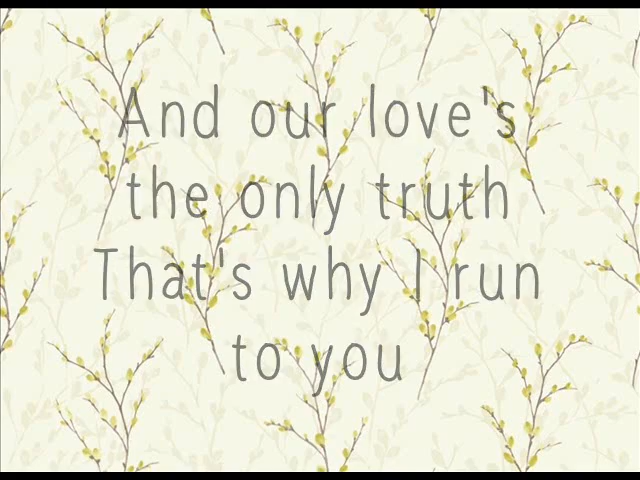 And our love's
the only truth
That's why I run
to you